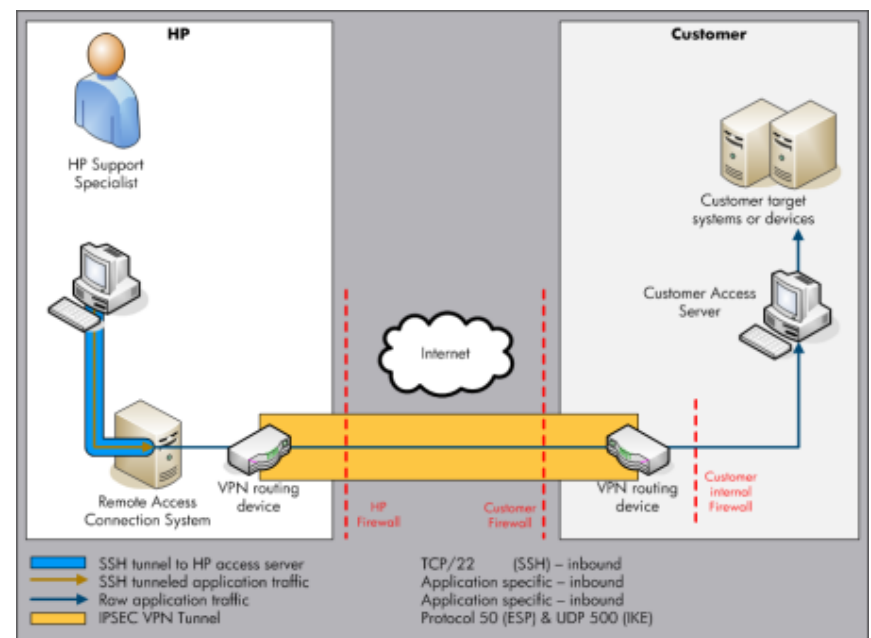 HP
Customer
HP Support
Specialist
Customer target
systems or devices
Customer Access
Server
Internet
Remote Access
Connection System
VPN routing
device
HP
Firewall
Customer
Firewall
VPN routing
device
Customer
internal
Firewall
SSH tunnel to HP access server TCP/22 (SSH) – inbound
SSH tunneled application traffic Application specific – inbound
Raw application traffic Application specific – inbound
IPSEC VPN Tunnel Protocol 50 (ESP) & UDP 500 (IKE)